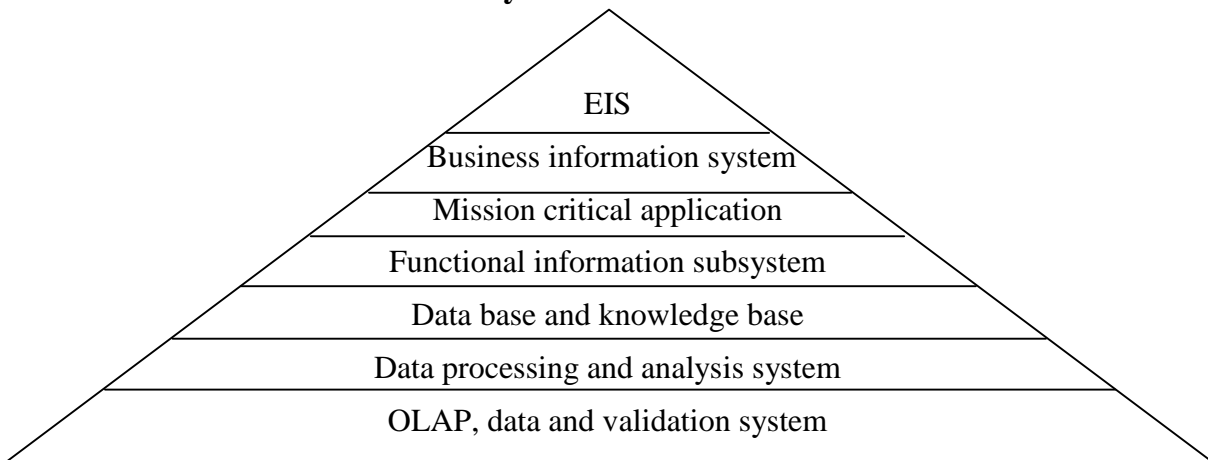 EIS
Business information system
Mission critical application
Functional information subsystem
Data base and knowledge base
Data processing and analysis system
OLAP, data and validation system